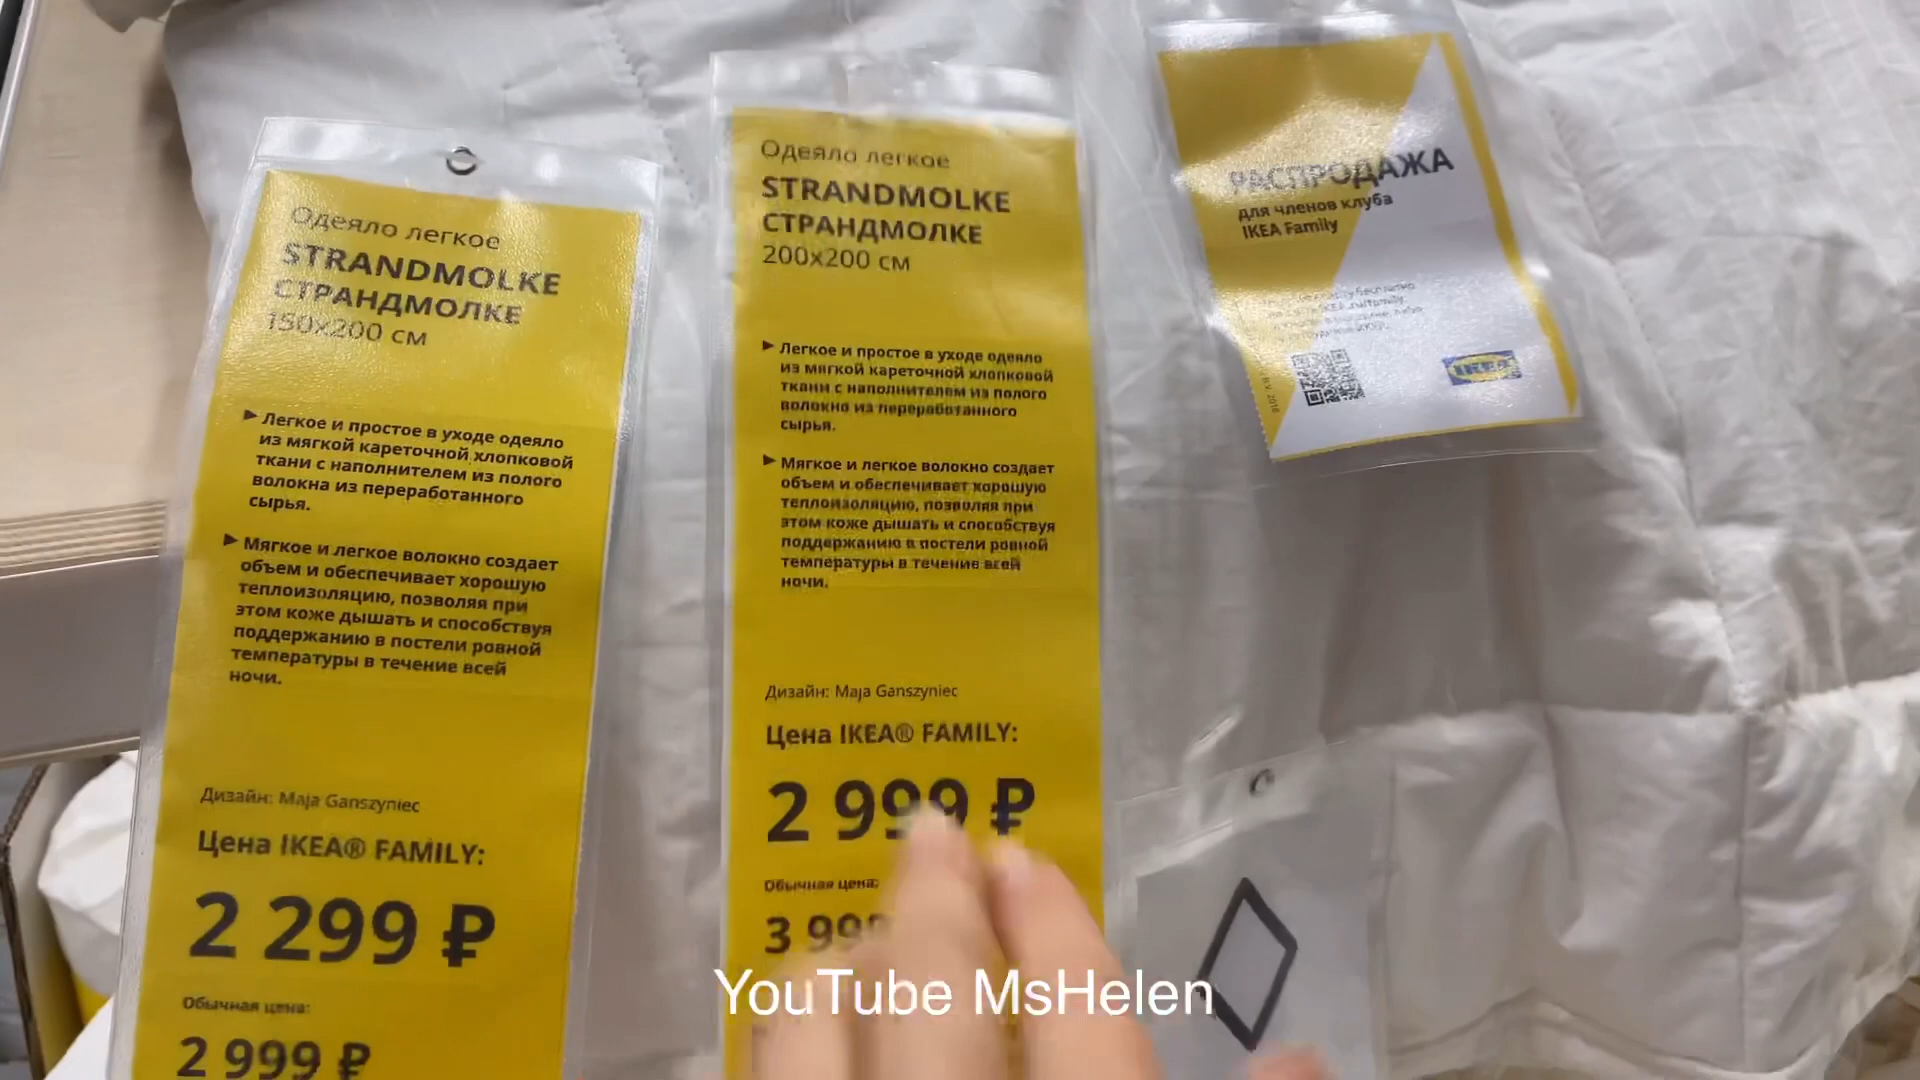 Одеяло легкое
STRANDMOLKE
СТРАНДМОЛКЕ
150x200 см
Легкое и простое в уходе одеяло
из мягкой кареточной хлопковой
ткани с наполнителем из полого
волокна из переработанного
сырья.
Мягкое и легкое волокно создает
объем и обеспечивает хорошую
теплоизоляцию, позволяя при
этом коже дышать и способствуя
поддержанию в постели ровной
температуры в течение всей
ночи.
Дизайн: Maja Ganszyniec
Цена IKEA® FAMILY:
2 299 ₽
Обычная цена:
2 999 ₽
Одеяло легкое
STRANDMOLKE
СТРАНДМОЛКЕ
200x200 см
Легкое и простое в уходе одеяло
из мягкой кареточной хлопковой
ткани с наполнителем из полого
волокна из переработанного
сырья.
Мягкое и легкое волокно создает
объем и обеспечивает хорошую
теплоизоляцию, позволяя при
этом коже дышать и способствуя
поддержанию в постели ровной
температуры в течение всей
ночи.
Дизайн: Maja Ganszyniec
Цена IKEA® FAMILY:
2 999 ₽
Обычная цена:
3 999
РАСПРОДАЖА
для членов клуба
IKEA Family
IKEA
YouTube MsHelen